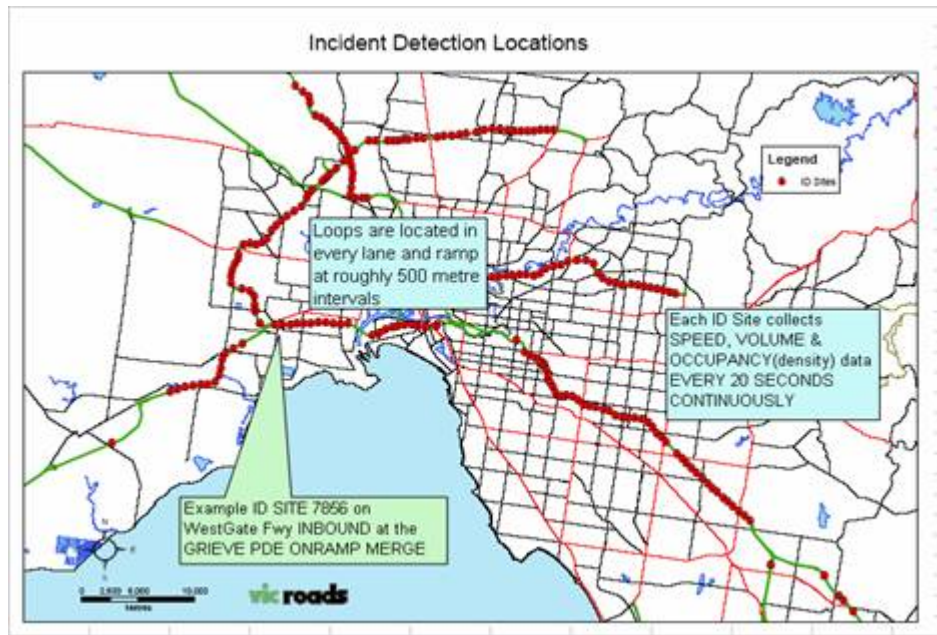 Incident Detection Locations
Legend
ID Sites
Loops are located in
every lane and ramp
at roughly 500 metre
intervals
Each ID Site collects
SPEED, VOLUME &
OCCUPANCY(density) data
EVERY 20 SECONDS
CONTINUOUSLY
Example ID SITE 7856 on
WestGate Fwy INBOUND at the
GRIEVE PDE ONRAMP MERGE
N
vic roads